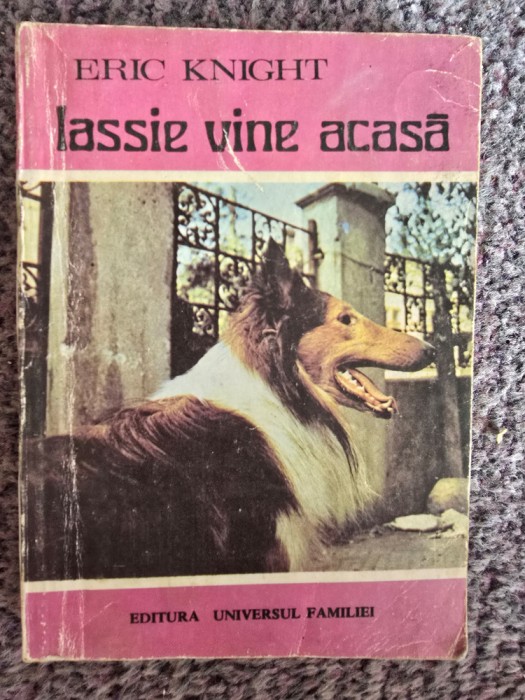 ERIC KNIGHT
lassie vine acasă
EDITURA UNIVERSUL FAMILIEI